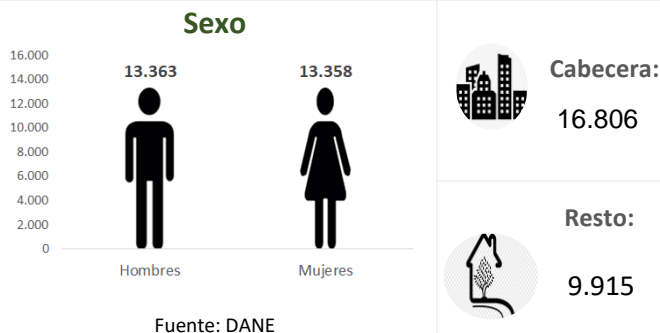 Sexo
16.000
14.000
12.000
10.000
8.000
6.000
4.000
2.000
0
13.363
13.358
Hombres
Mujeres
Fuente: DANE
Cabecera:
16.806
Resto:
9.915